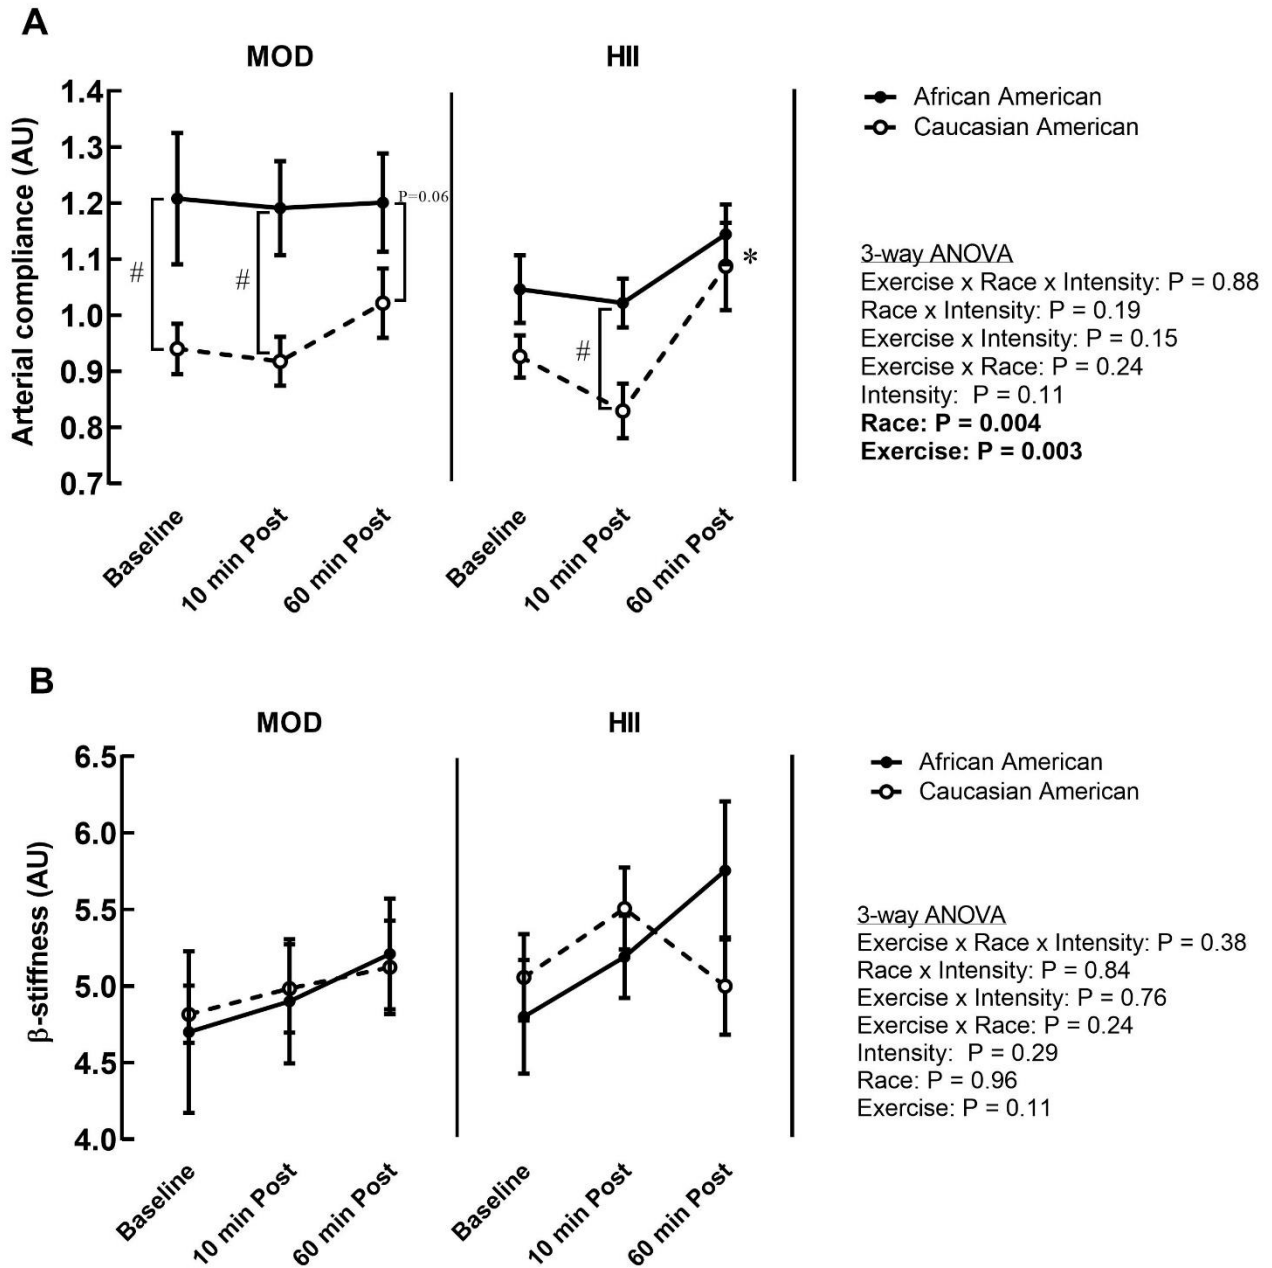 A
MOD
HII
Arterial compliance (AU)
1.4
1.3
1.2
1.1
1.0
0.9
0.8
0.7
#
#
P=0.06
#
*
Baseline
10 min Post
60 min Post
Baseline
10 min Post
60 min Post
African American
Caucasian American
3-way ANOVA
Exercise x Race x Intensity: P = 0.88
Race x Intensity: P = 0.19
Exercise x Intensity: P = 0.15
Exercise x Race: P = 0.24
Intensity:  P = 0.11
Race: P = 0.004
Exercise: P = 0.003
B
MOD
HII
β-stiffness (AU)
6.5
6.0
5.5
5.0
4.5
4.0
Baseline
10 min Post
60 min Post
Baseline
10 min Post
60 min Post
African American
Caucasian American
3-way ANOVA
Exercise x Race x Intensity: P = 0.38
Race x Intensity: P = 0.84
Exercise x Intensity: P = 0.76
Exercise x Race: P = 0.24
Intensity:  P = 0.29
Race: P = 0.96
Exercise: P = 0.11